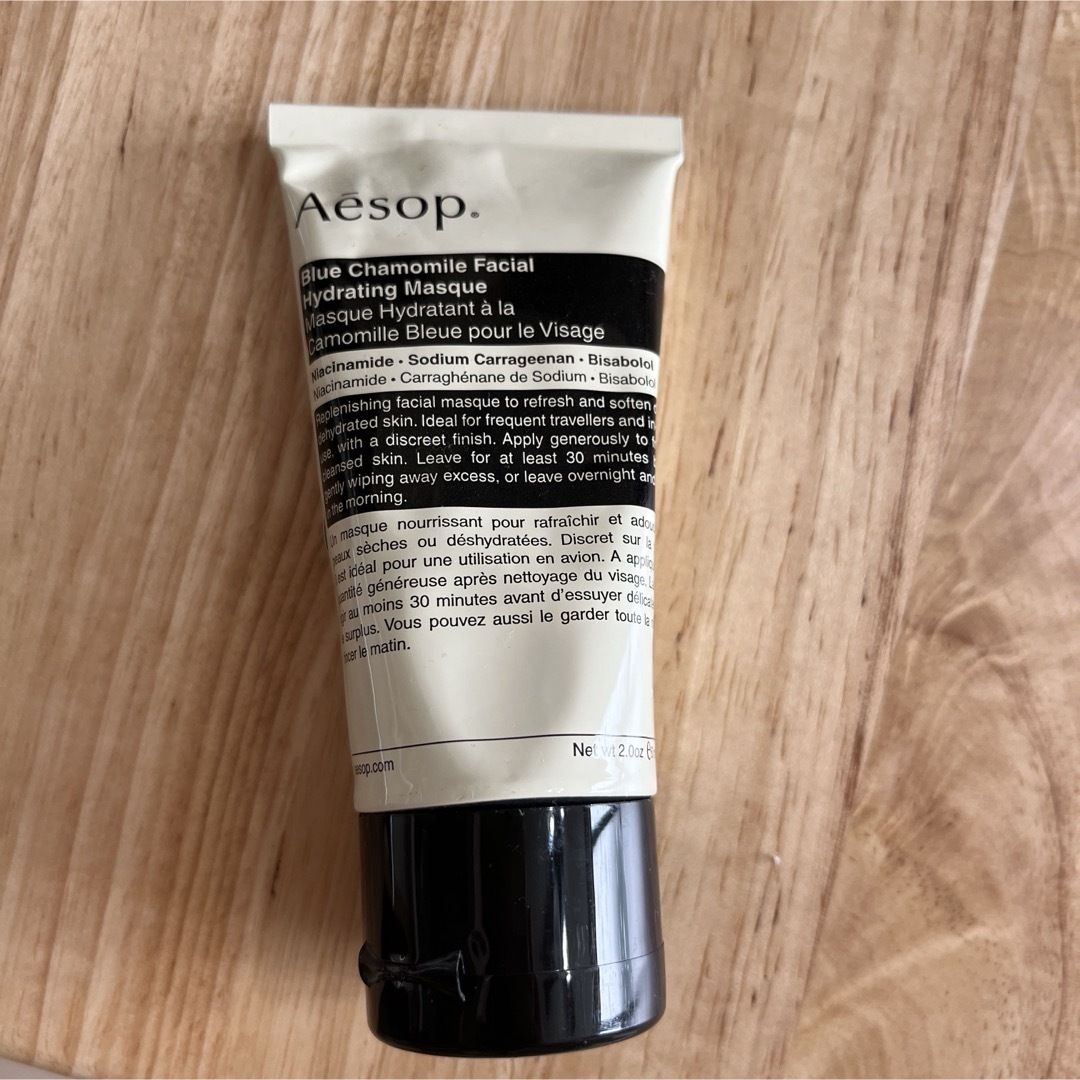 Aēsop.®
Blue Chamomile Facial
Hydrating Masque
Masque Hydratant à la
Camomille Bleue pour le Visage
Niacinamide • Sodium Carrageenan • Bisabolol
Niacinamide • Carraghénane de Sodium • Bisabolol
Replenishing facial masque to refresh and soften
dehydrated skin. Ideal for frequent travellers and
use, with a discreet finish. Apply generously to
cleansed skin. Leave for at least 30 minutes
gently wiping away excess, or leave overnight and
in the morning.
Un masque nourrissant pour rafraîchir et
peaux sèches ou déshydratées. Discret sur la
est idéal pour une utilisation en avion. A
quantité généreuse après nettoyage du visage.
au moins 30 minutes avant d'essuyer
surplus. Vous pouvez aussi le garder toute la
le matin.
aesop.com
Net wt 2.0oz